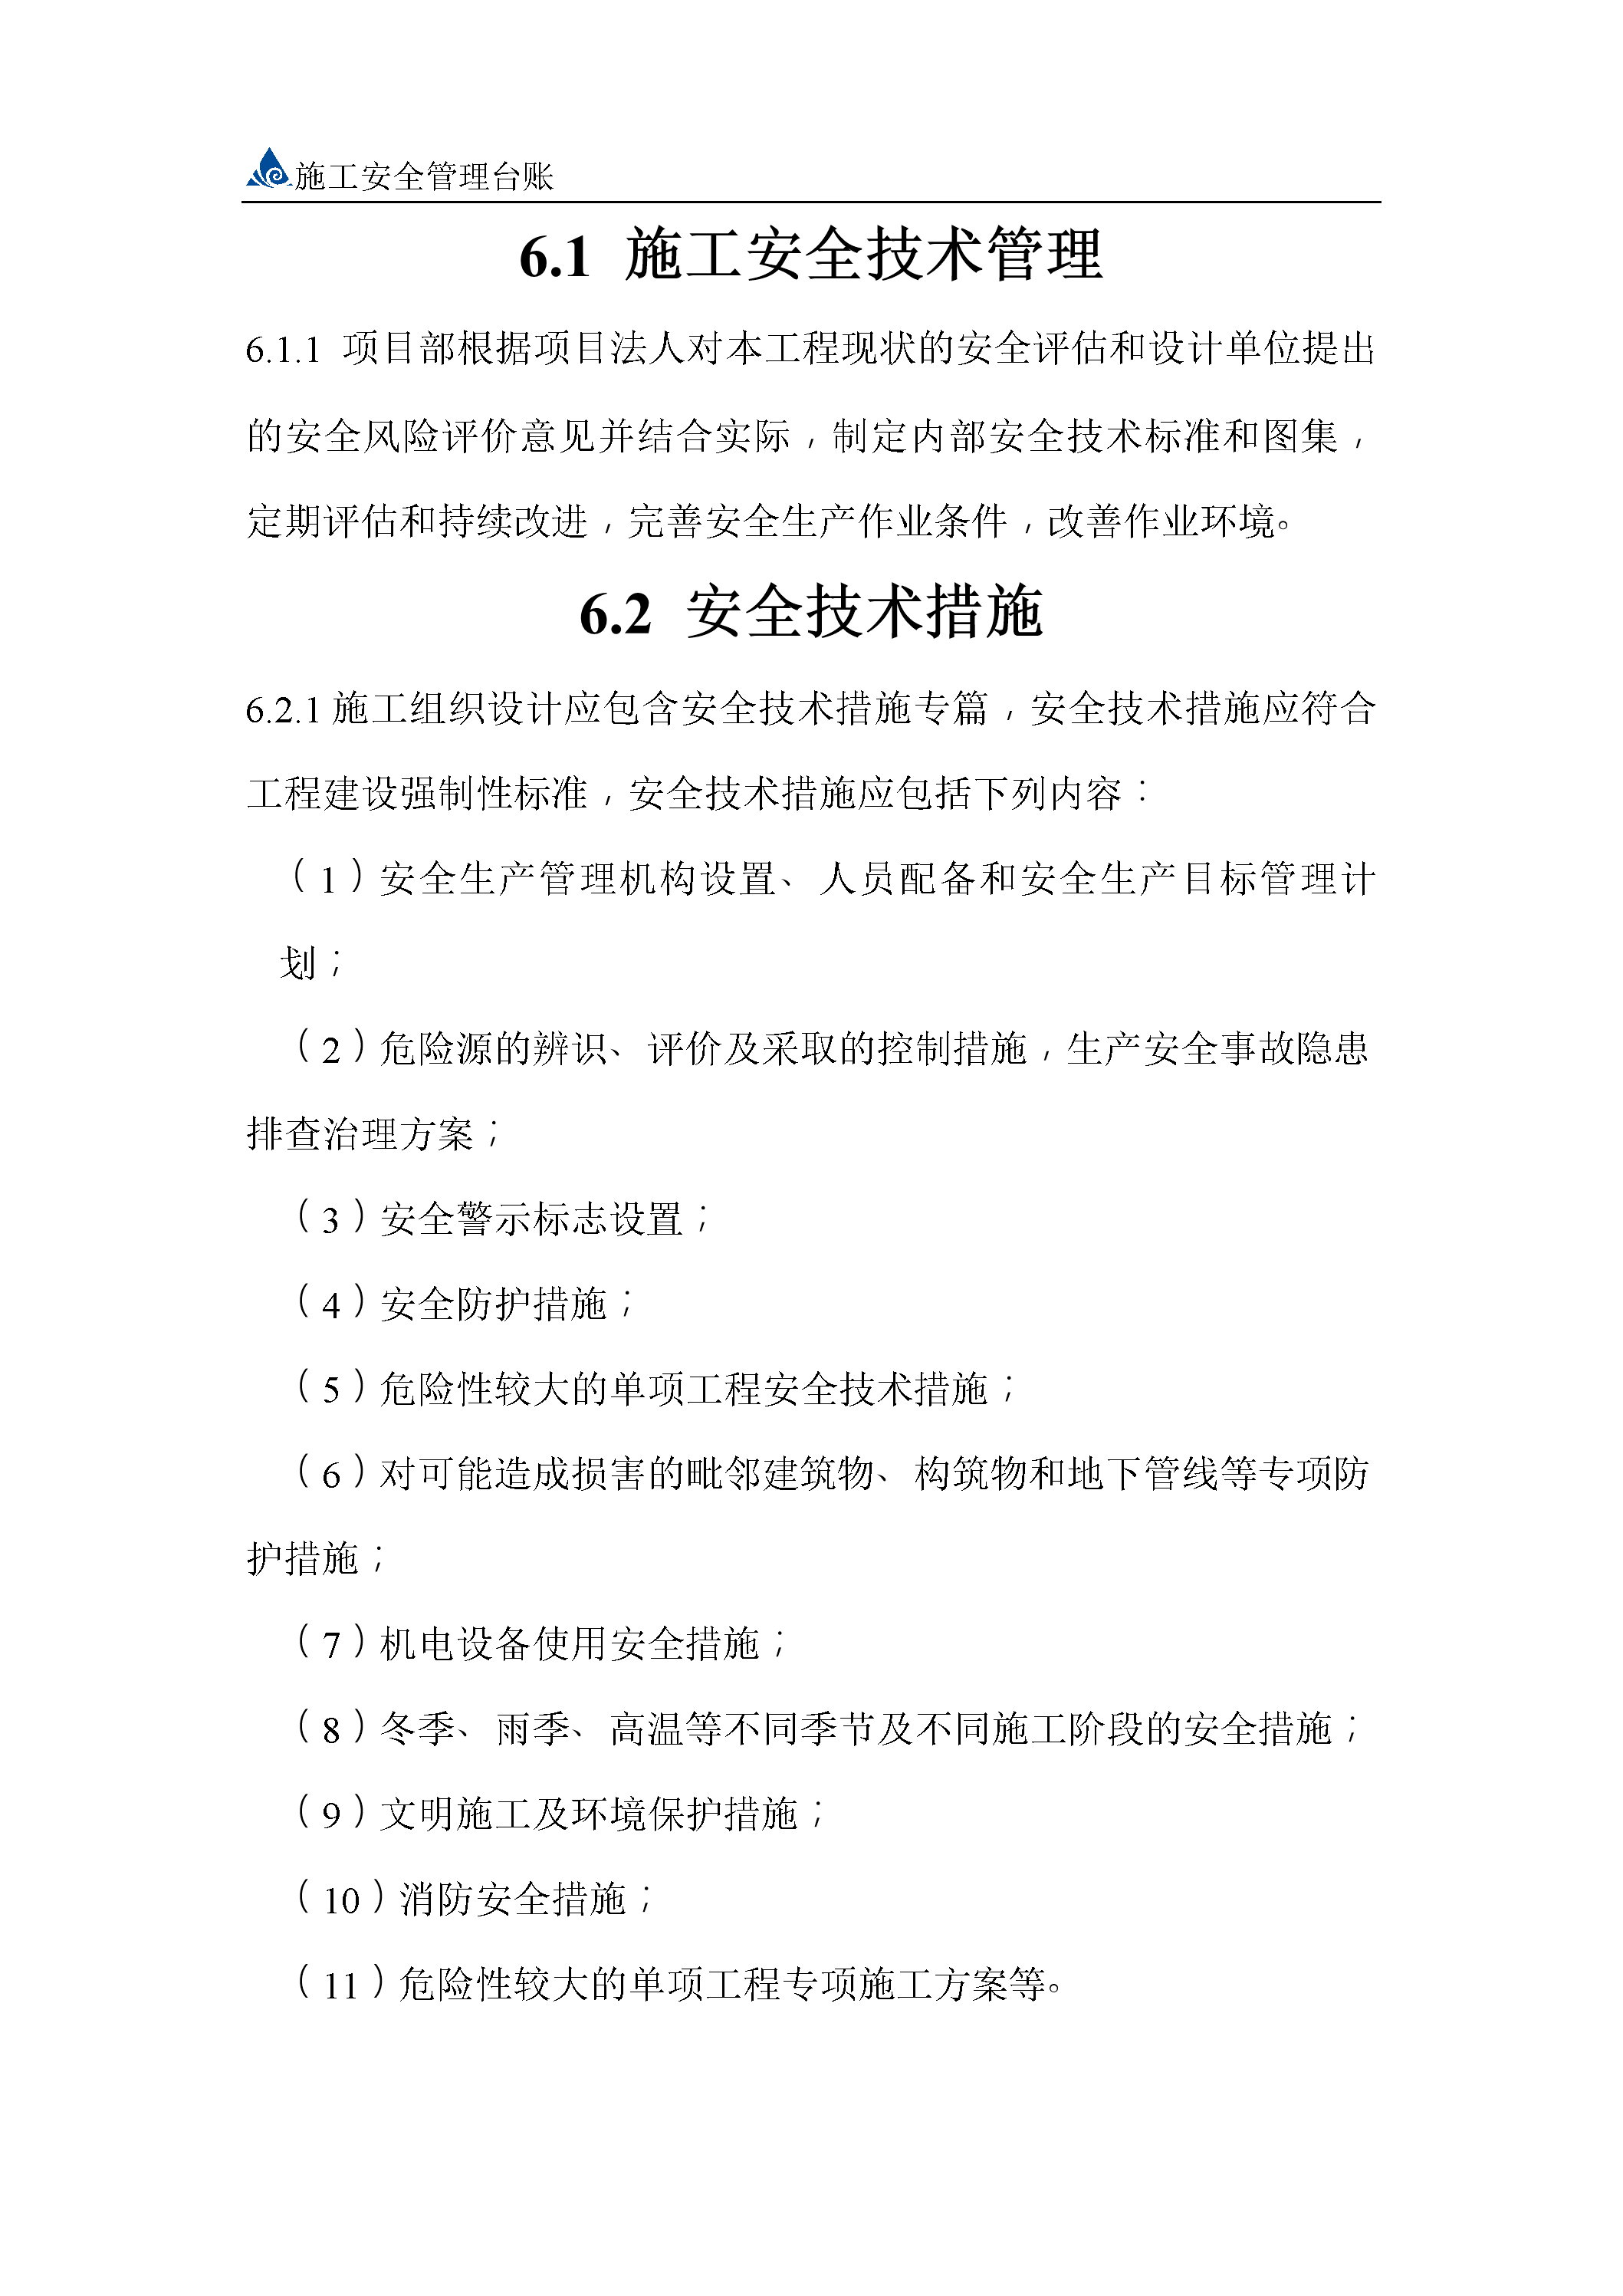 施工安全管理台账
6.1 施工安全技术管理
6.1.1 项目部根据项目法人对本工程现状的安全评估和设计单位提出
的安全风险评价意见并结合实际，制定内部安全技术标准和图集，
定期评估和持续改进，完善安全生产作业条件，改善作业环境。
6.2 安全技术措施
6.2.1施工组织设计应包含安全技术措施专篇，安全技术措施应符合
工程建设强制性标准，安全技术措施应包括下列内容：
（1）安全生产管理机构设置、人员配备和安全生产目标管理计
划；
（2）危险源的辨识、评价及采取的控制措施，生产安全事故隐患
排查治理方案；
（3）安全警示标志设置；
（4）安全防护措施；
（5）危险性较大的单项工程安全技术措施；
（6）对可能造成损害的毗邻建筑物、构筑物和地下管线等专项防
护措施；
（7）机电设备使用安全措施；
（8）冬季、雨季、高温等不同季节及不同施工阶段的安全措施；
（9）文明施工及环境保护措施；
（10）消防安全措施；
（11）危险性较大的单项工程专项施工方案等。